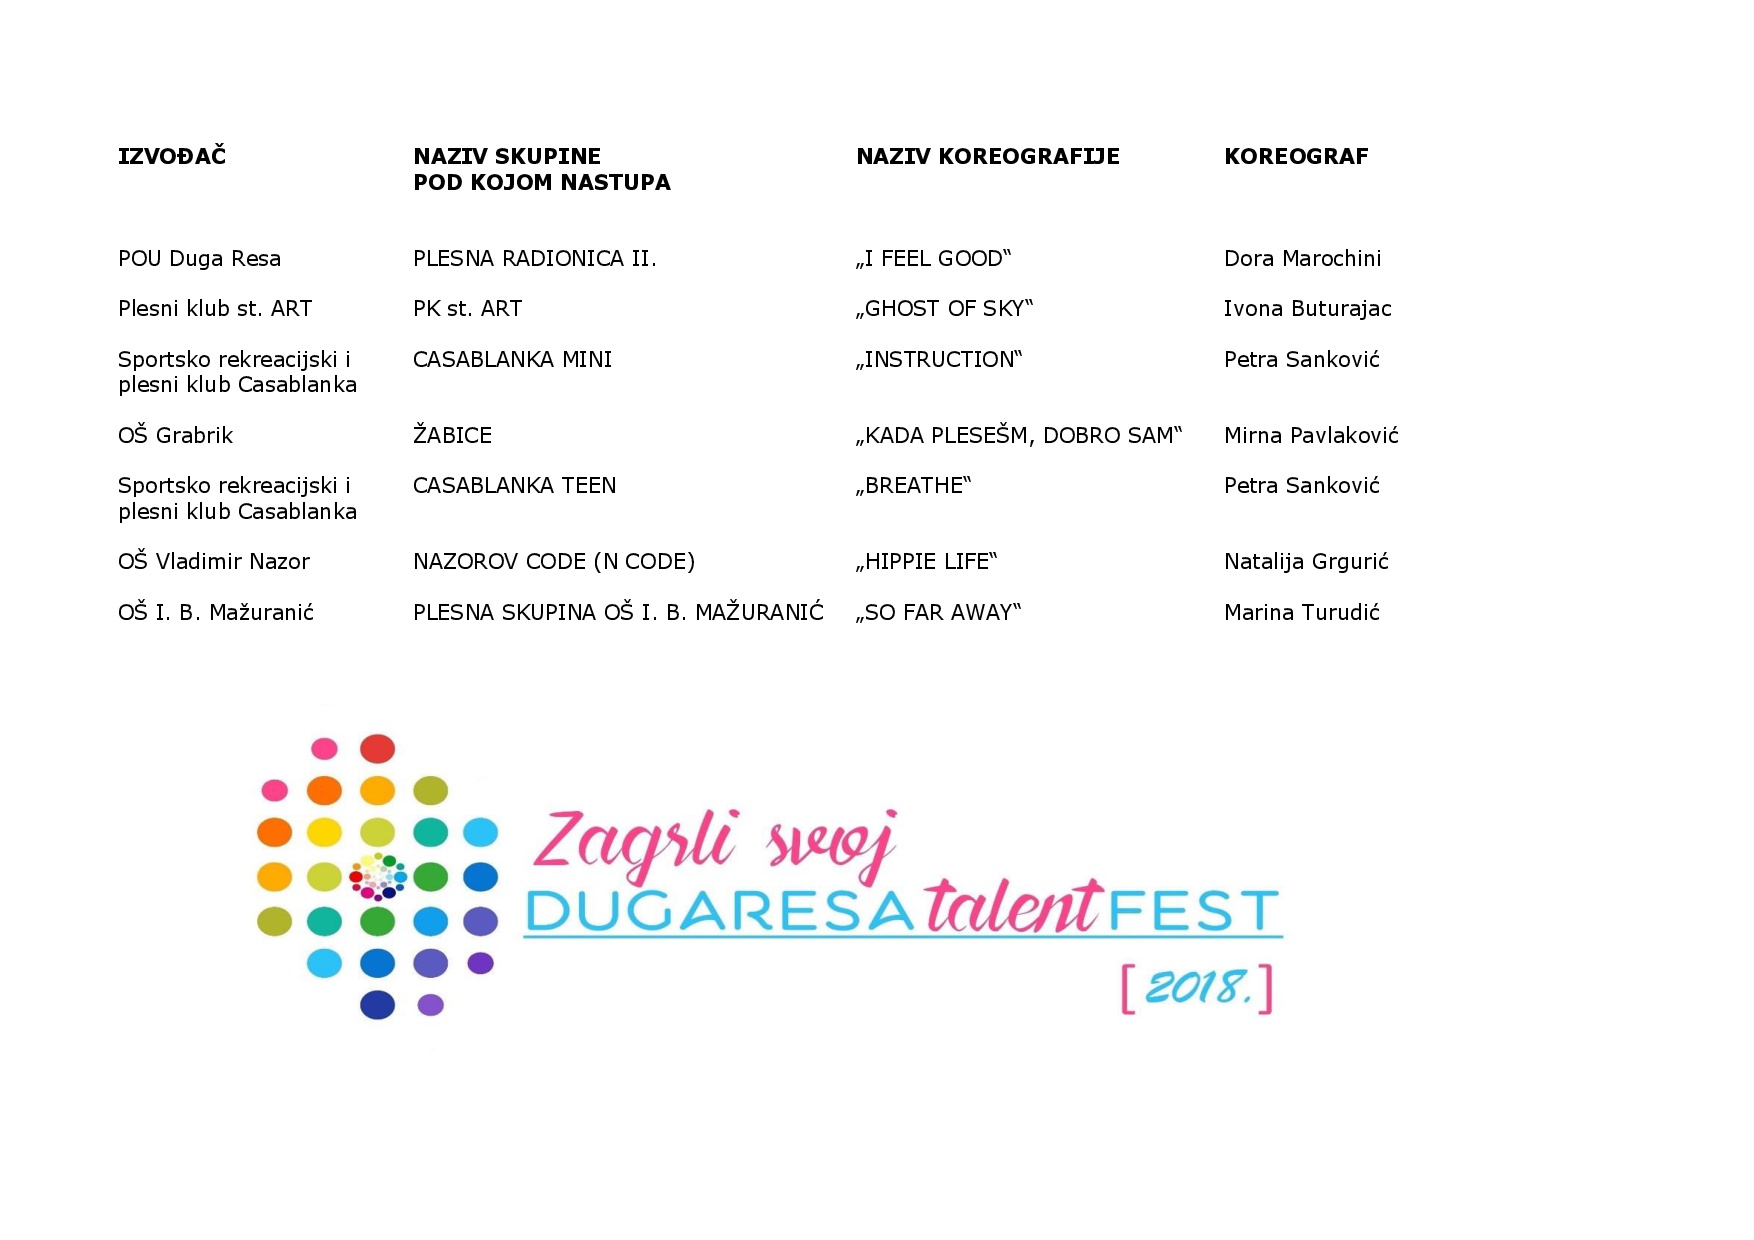 IZVOĐAČ NAZIV SKUPINE NAZIV KOREOGRAFIJE KOREOGRAF
POD KOJOM NASTUPA
POU Duga Resa PLESNA RADIONICA II. „I FEEL GOOD“ Dora Marochini
Plesni klub st. ART PK st. ART „GHOST OF SKY“ Ivona Buturajac
Sportsko rekreacijski i CASABLANKA MINI „INSTRUCTION“ Petra Sanković
plesni klub Casablanka
OŠ Grabrik ŽABICE „KADA PLESEŠM, DOBRO SAM“ Mirna Pavlaković
Sportsko rekreacijski i CASABLANKA TEEN „BREATHE“ Petra Sanković
plesni klub Casablanka
OŠ Vladimir Nazor NAZOROV CODE (N CODE) „HIPPIE LIFE“ Natalija Grgurić
OŠ I. B. Mažuranić PLESNA SKUPINA OŠ I. B. MAŽURANIĆ „SO FAR AWAY“ Marina Turudić
Zagrli svoj
DUGARESA talent FEST
[2018.]